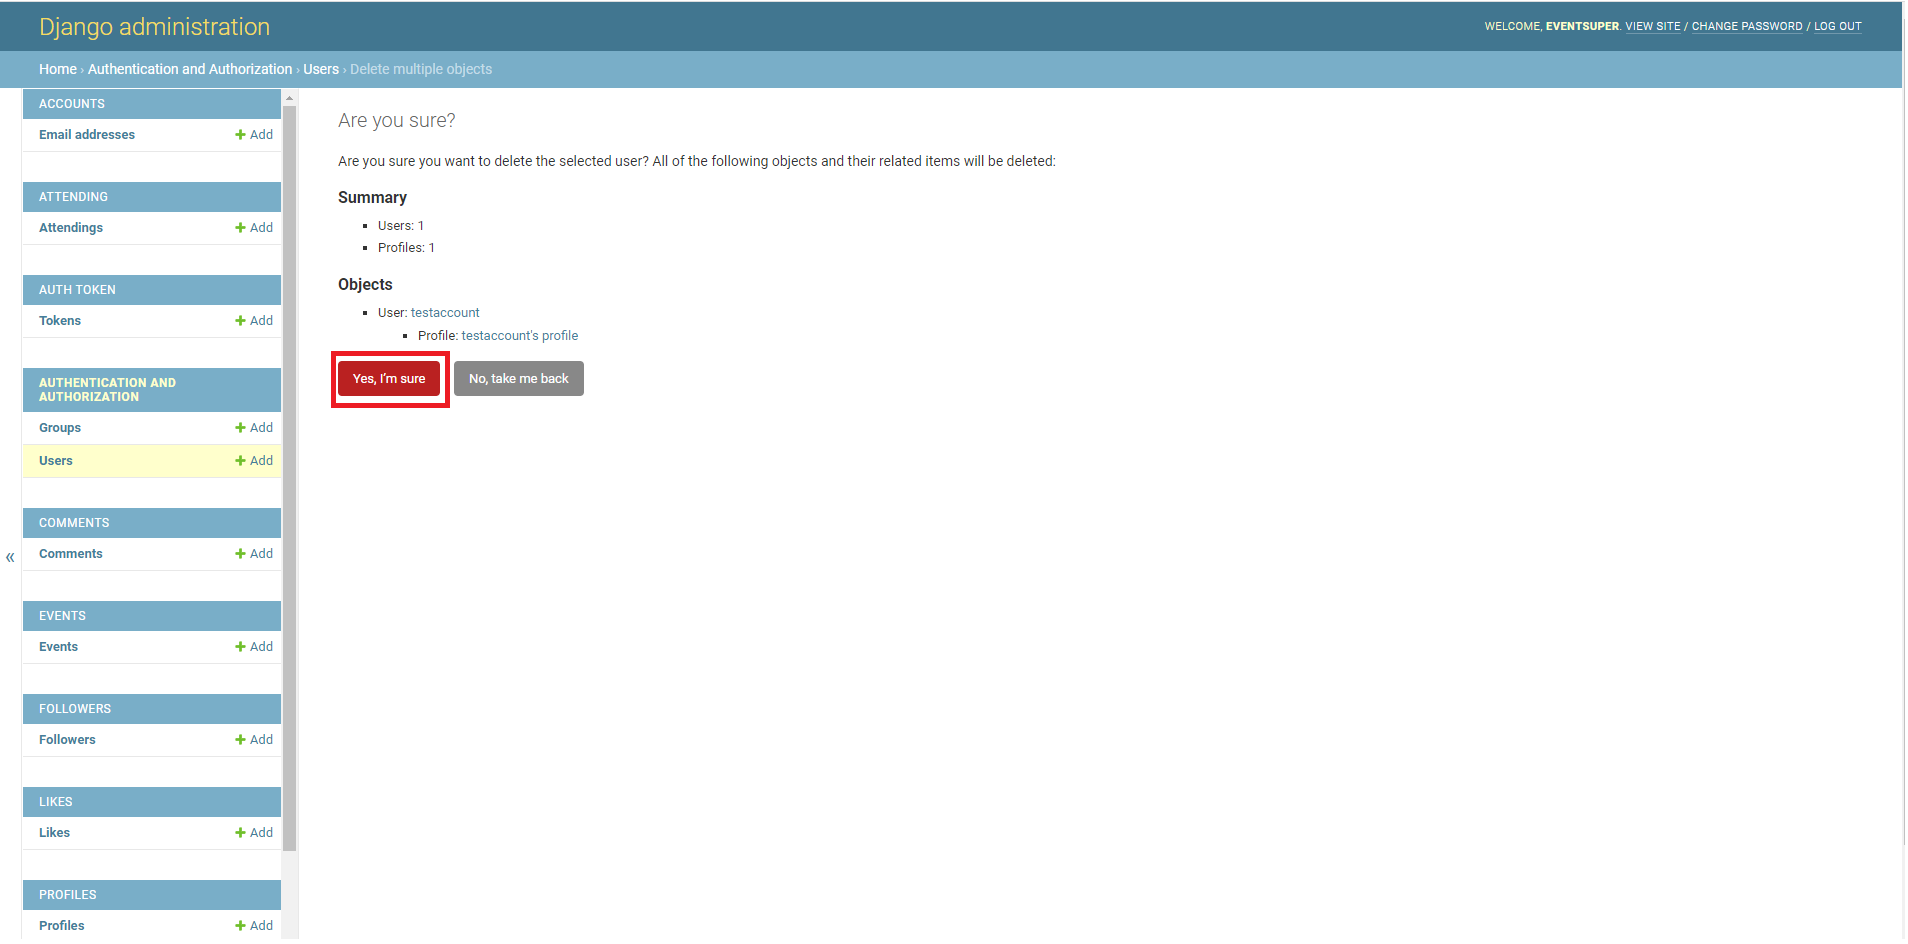 Django administration
WELCOME, EVENTSUPER. VIEW SITE / CHANGE PASSWORD / LOG OUT
Home › Authentication and Authorization › Users › Delete multiple objects
ACCOUNTS
Email addresses
Add
ATTENDING
Attendings
Add
AUTH TOKEN
Tokens
Add
AUTHENTICATION AND
AUTHORIZATION
Groups
Add
Users
Add
COMMENTS
Comments
Add
EVENTS
Events
Add
FOLLOWERS
Followers
Add
LIKES
Likes
Add
PROFILES
Profiles
Add
«
Are you sure?
Are you sure you want to delete the selected user? All of the following objects and their related items will be deleted:
Summary
Users: 1
Profiles: 1
Objects
User: testaccount
Profile: testaccount's profile
Yes, I'm sure
No, take me back